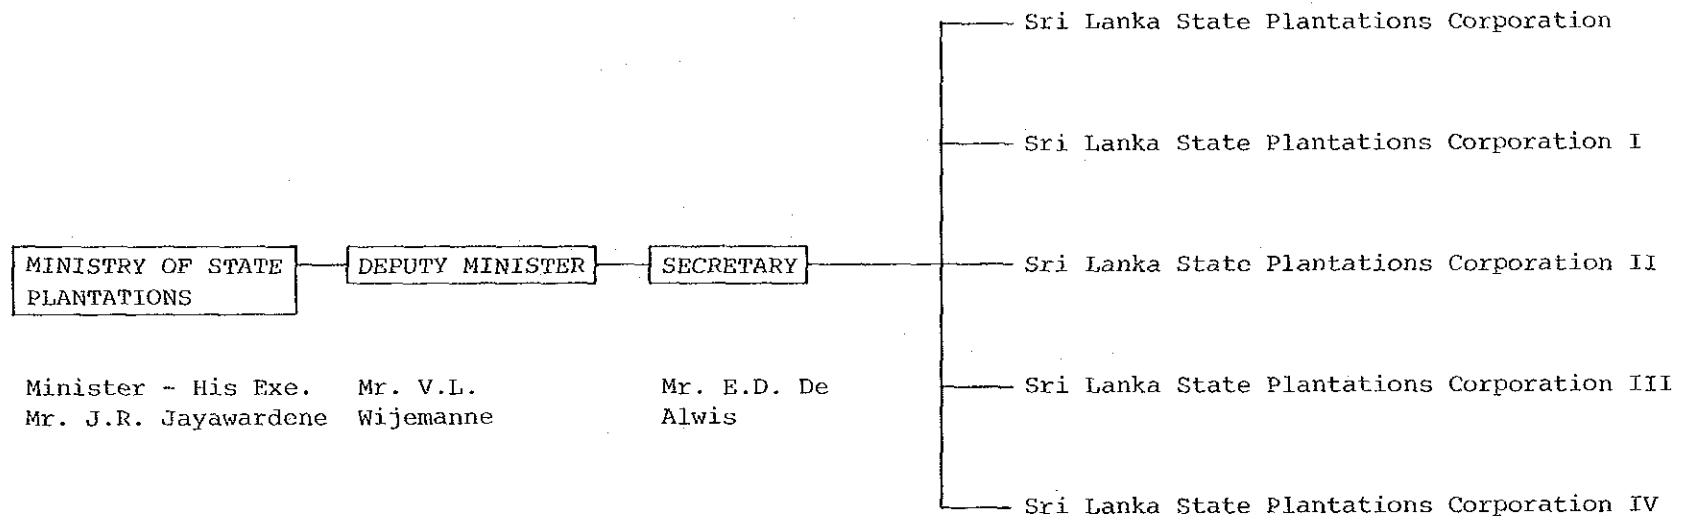 Sri Lanka State Plantations Corporation
Sri Lanka State Plantations Corporation I
MINISTRY OF STATE
PLANTATIONS
DEPUTY MINISTER
SECRETARY
Sri Lanka State Plantations Corporation II
Minister - His Exe.
Mr. J.R. Jayawardene
Mr. V.L.
Wijemanne
Mr. E.D. De
Alwis
Sri Lanka State Plantations Corporation III
Sri Lanka State Plantations Corporation IV